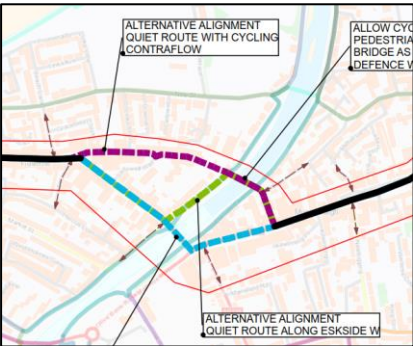 ALTERNATIVE ALIGNMENT
QUIET ROUTE WITH CYCLING
CONTRAFLOW
ALLOW CYC
PEDESTRIA
BRIDGE AS
DEFENCE W
ALTERNATIVE ALIGNMENT
QUIET ROUTE ALONG ESKSIDE W